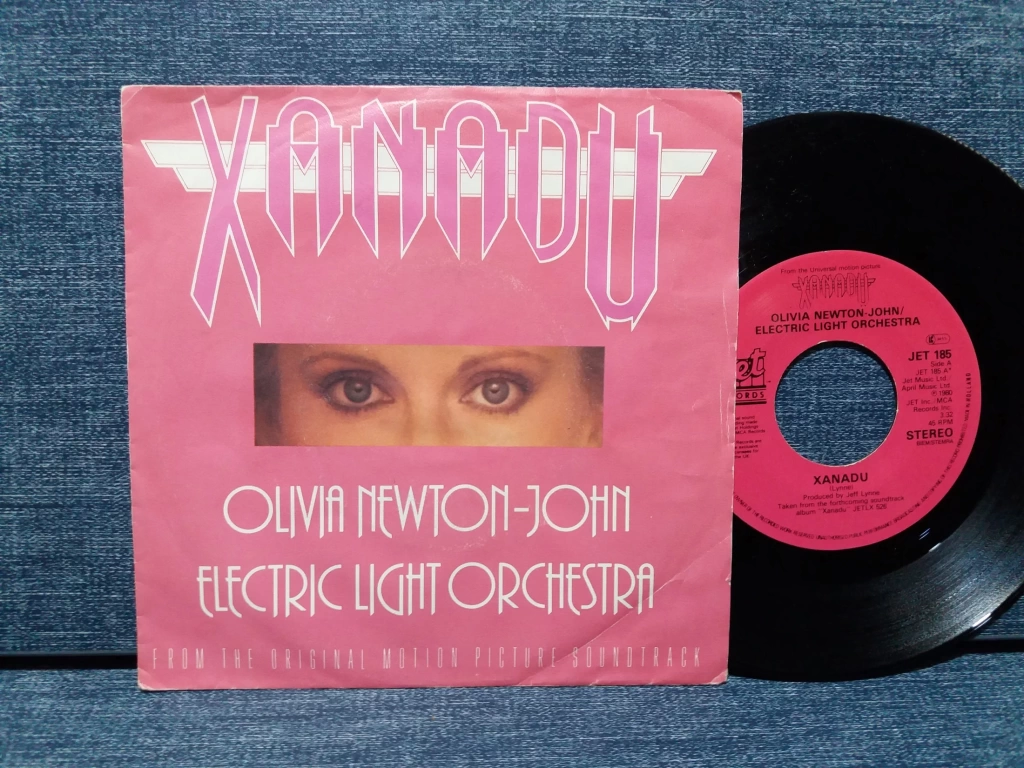 XANADU
OLIVIA NEWTON-JOHN
ELECTRIC LIGHT ORCHESTRA
FROM THE ORIGINAL MOTION PICTURE SOUNDTRACK
From the Universal motion picture
XANADU
OLIVIA NEWTON-JOHN/
ELECTRIC LIGHT ORCHESTRA
JET 185
Side A
JET 185 A*
Jet Music Ltd./
April Music Ltd.
℗ 1980
JET Inc./MCA
Records Inc.
3.32
45 RPM
STEREO
MADE IN HOLLAND
XANADU
(Lynne)
Produced by Jeff Lynne
Taken from the forthcoming soundtrack
album "Xanadu" JETLX 526